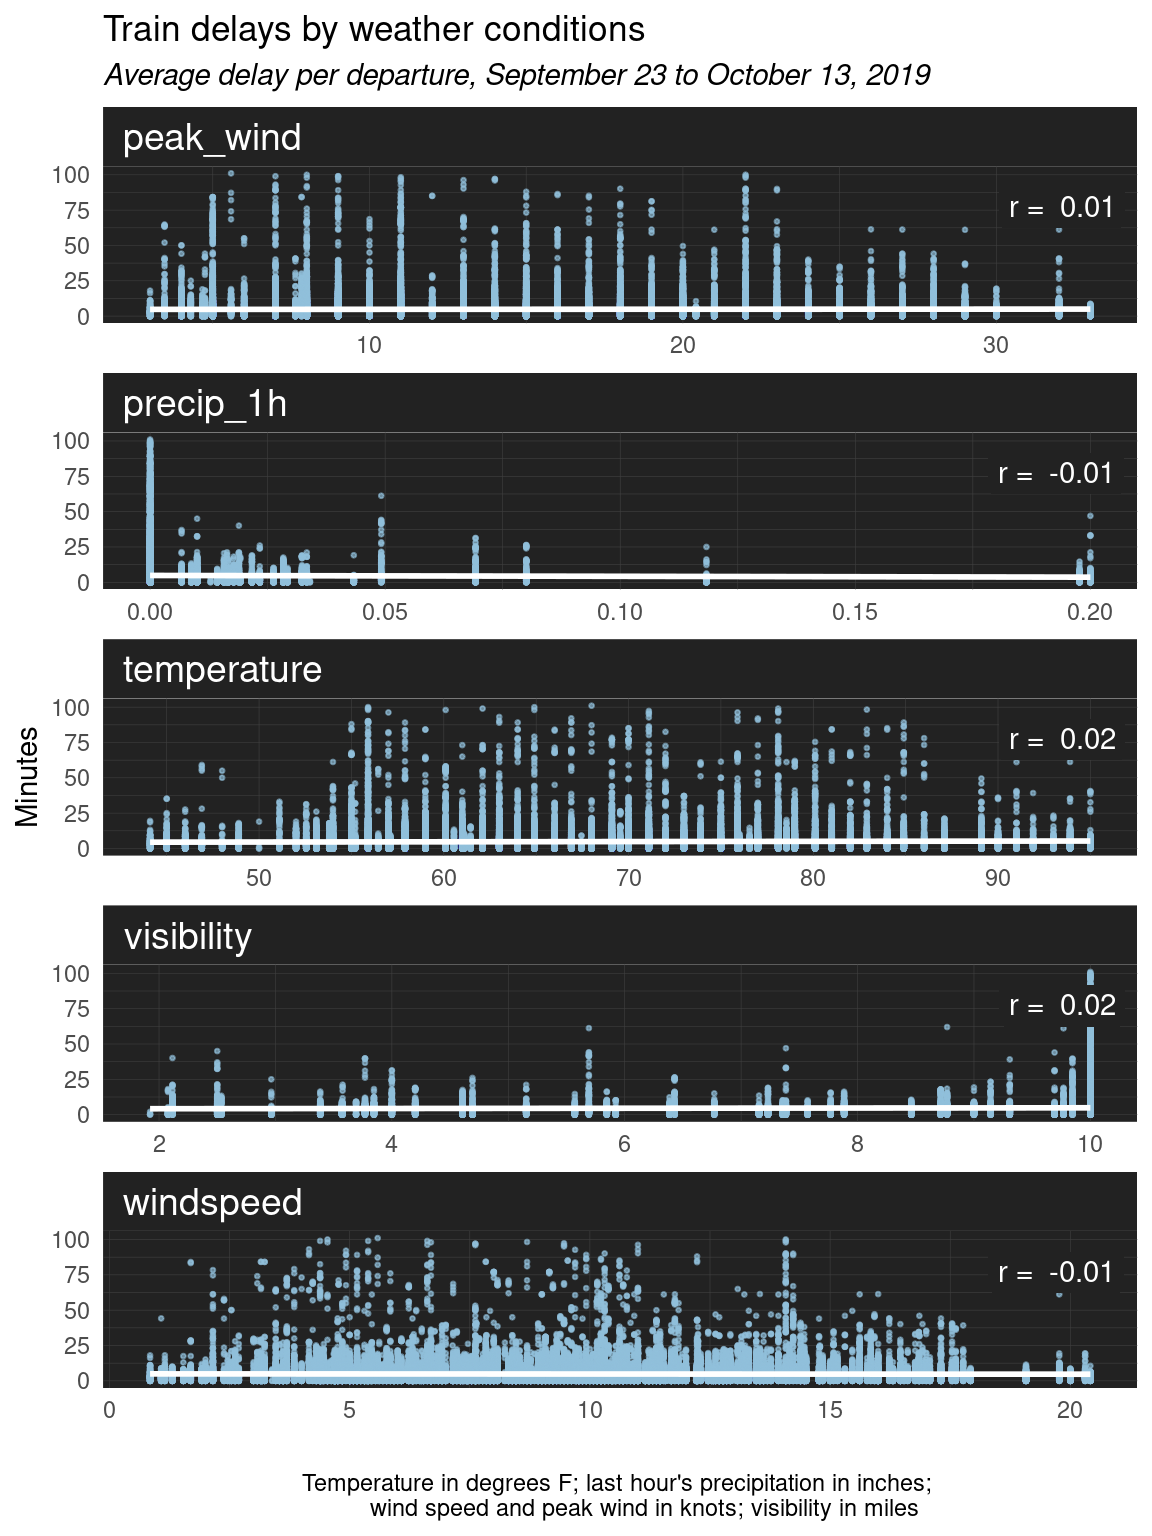 Train delays by weather conditions
Average delay per departure, September 23 to October 13, 2019
peak_wind
100
75
50
25
0
r =  0.01
10 20 30
precip_1h
100
75
50
25
0
r =  -0.01
0.00 0.05 0.10 0.15 0.20
temperature
100
75
50
25
0
r =  0.02
50 60 70 80 90
Minutes
visibility
100
75
50
25
0
r =  0.02
2 4 6 8 10
windspeed
100
75
50
25
0
r =  -0.01
0 5 10 15 20
Temperature in degrees F; last hour's precipitation in inches;
wind speed and peak wind in knots; visibility in miles